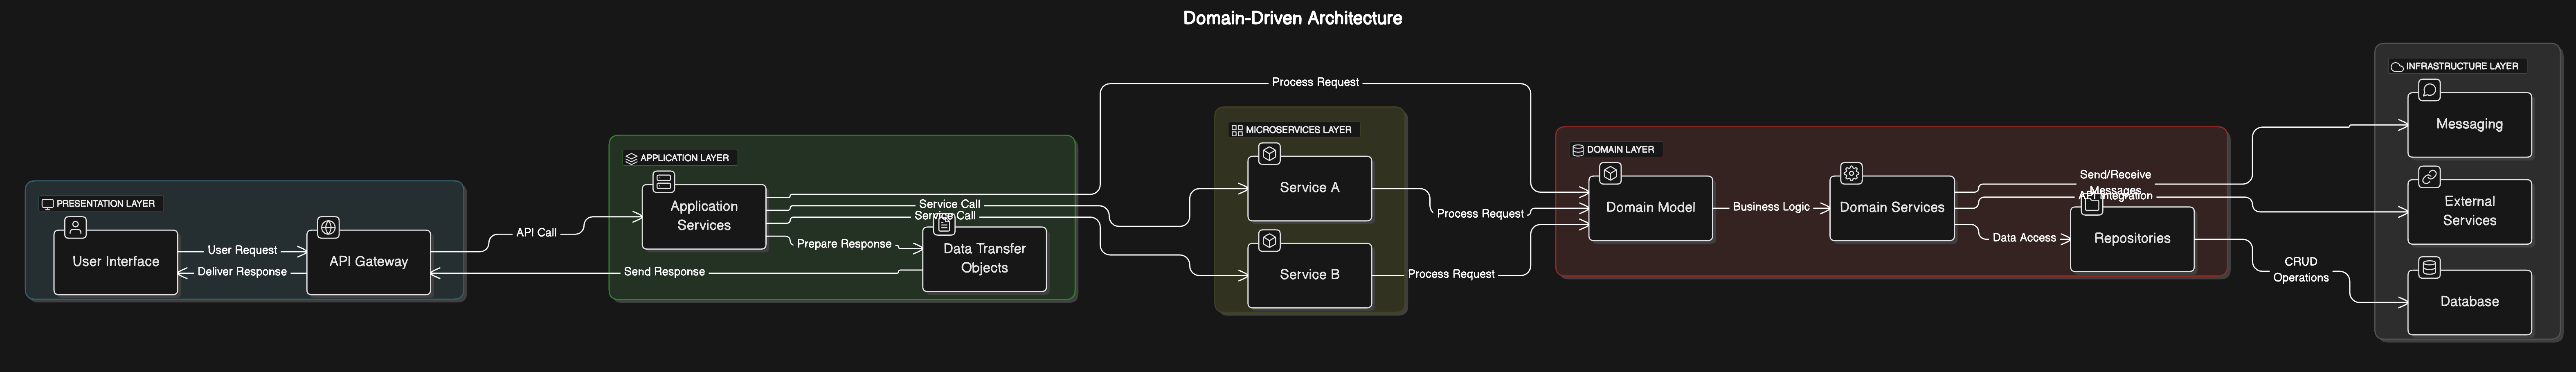 Domain-Driven Architecture
PRESENTATION LAYER
User Interface
User Request
Deliver Response
API Gateway
API Call
APPLICATION LAYER
Application
Services
Service Call
Service Call
Prepare Response
Data Transfer
Objects
Send Response
Process Request
MICROSERVICES LAYER
Service A
Service B
Process Request
Process Request
DOMAIN LAYER
Domain Model
Business Logic
Domain Services
Send/Receive
Messages
API Integration
Data Access
Repositories
CRUD
Operations
INFRASTRUCTURE LAYER
Messaging
External
Services
Database